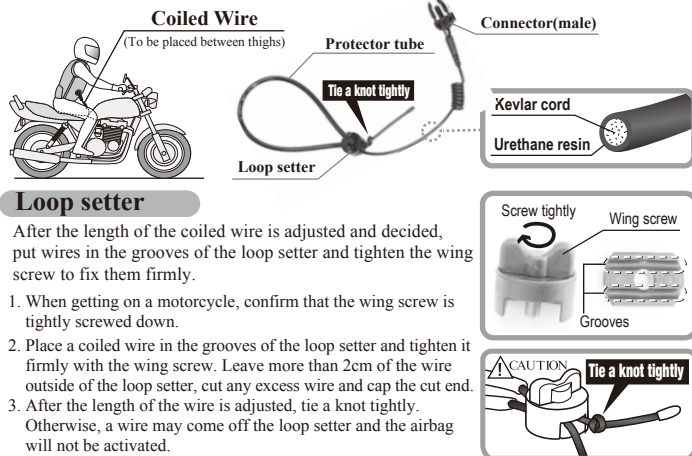 Coiled Wire
(To be placed between thighs)
Connector(male)
Protector tube
Tie a knot tightly
Loop setter
Kevlar cord
Urethane resin
Loop setter
After the length of the coiled wire is adjusted and decided,
put wires in the grooves of the loop setter and tighten the wing
screw to fix them firmly.
1. When getting on a motorcycle, confirm that the wing screw is
tightly screwed down.
2. Place a coiled wire in the grooves of the loop setter and tighten it
firmly with the wing screw. Leave more than 2cm of the wire
outside of the loop setter, cut any excess wire and cap the cut end.
3. After the length of the wire is adjusted, tie a knot tightly.
Otherwise, a wire may come off the loop setter and the airbag
will not be activated.
Screw tightly
Wing screw
Grooves
CAUTION
Tie a knot tightly